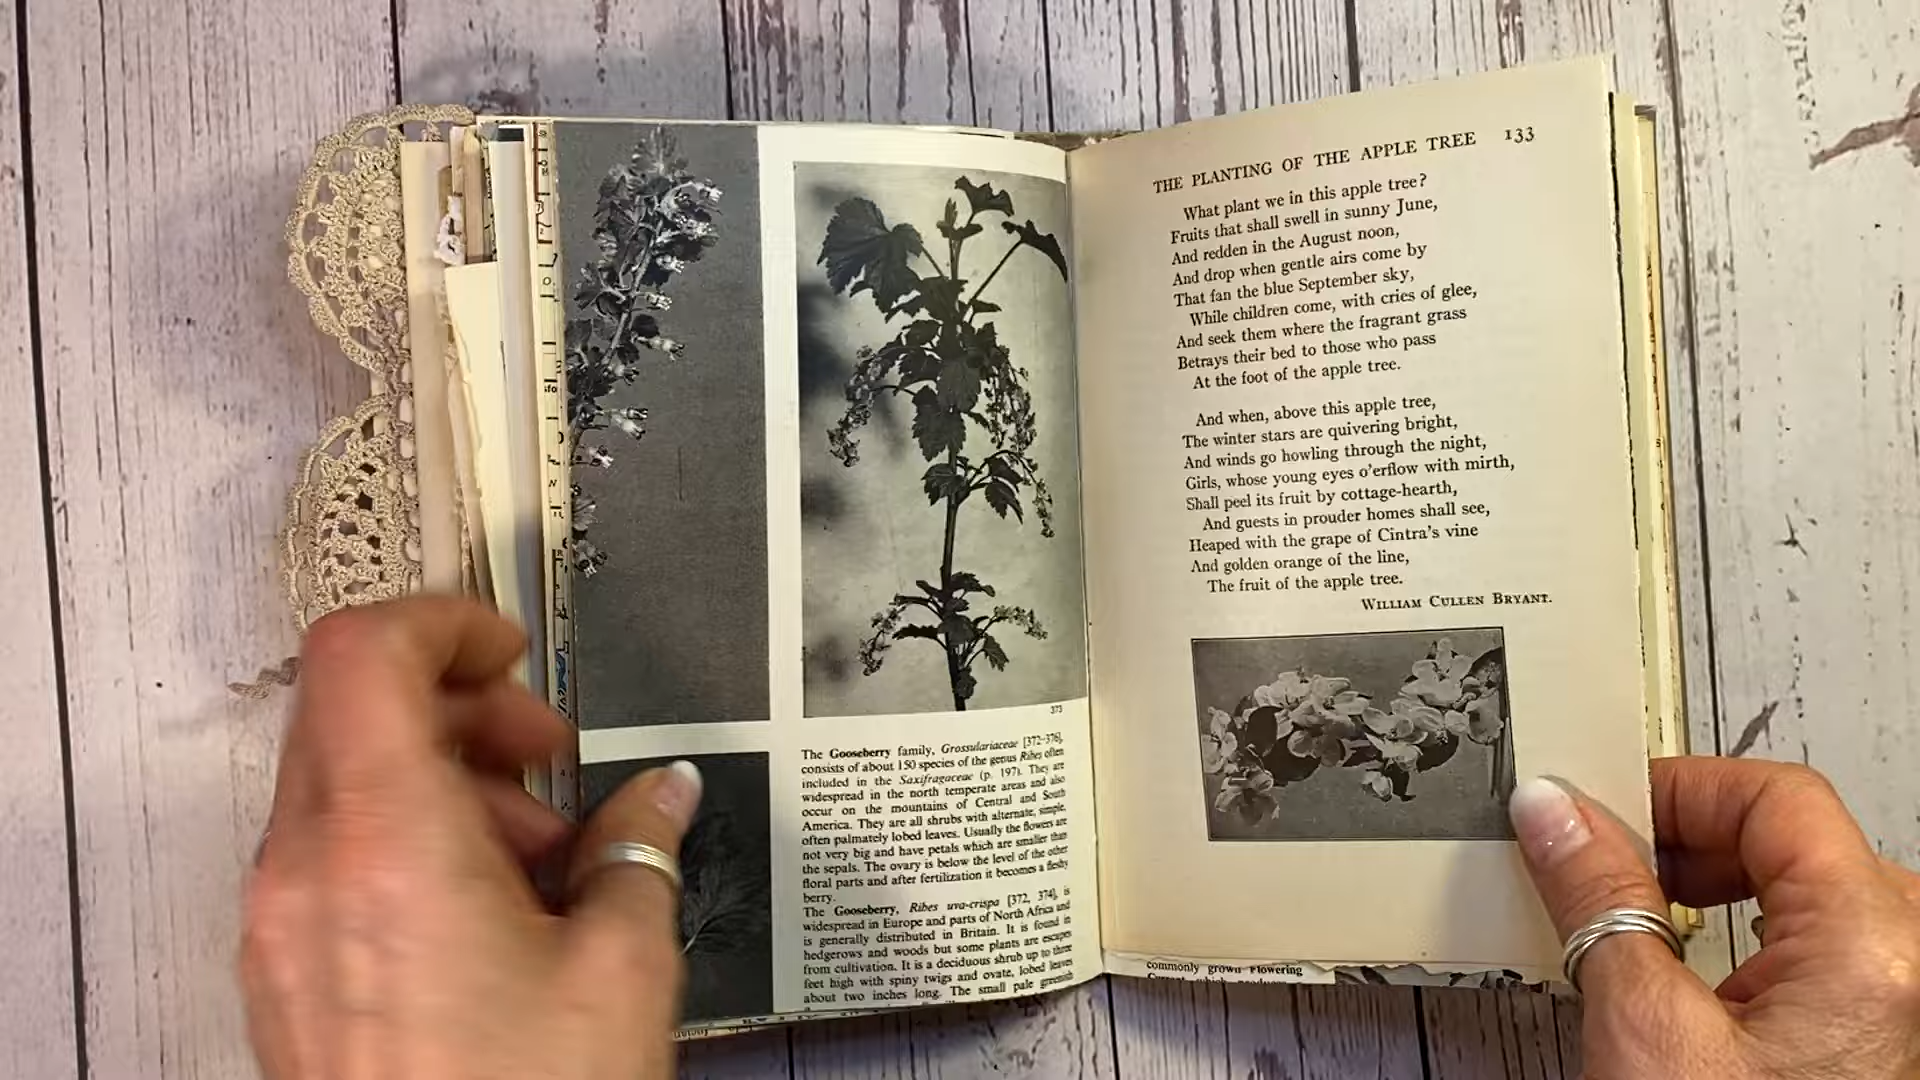 373
The Gooseberry family, Grossulariaceae [372-376],
consists of about 150 species of the genus Ribes often
included in the Saxifragaceae (p. 197). They are
widespread in the north temperate areas and also
occur on the mountains of Central and South
America. They are all shrubs with alternate, simple,
often palmately lobed leaves. Usually the flowers are
not very big and have petals which are smaller than
the sepals. The ovary is below the level of the other
floral parts and after fertilization it becomes a fleshy
berry.
The Gooseberry, Ribes uva-crispa [372, 374], is
widespread in Europe and parts of North Africa and
is generally distributed in Britain. It is found in
hedgerows and woods but some plants are escapes
from cultivation. It is a deciduous shrub up to three
feet high with spiny twigs and ovate, lobed leaves
about two inches long. The small pale greenish
THE PLANTING OF THE APPLE TREE 133
What plant we in this apple tree?
Fruits that shall swell in sunny June,
And redden in the August noon,
And drop when gentle airs come by
That fan the blue September sky,
While children come, with cries of glee,
And seek them where the fragrant grass
Betrays their bed to those who pass
At the foot of the apple tree.
And when, above this apple tree,
The winter stars are quivering bright,
And winds go howling through the night,
Girls, whose young eyes o'erflow with mirth,
Shall peel its fruit by cottage-hearth,
And guests in prouder homes shall see,
Heaped with the grape of Cintra's vine
And golden orange of the line,
The fruit of the apple tree.
WILLIAM CULLEN BRYANT.
commonly grown Flowering